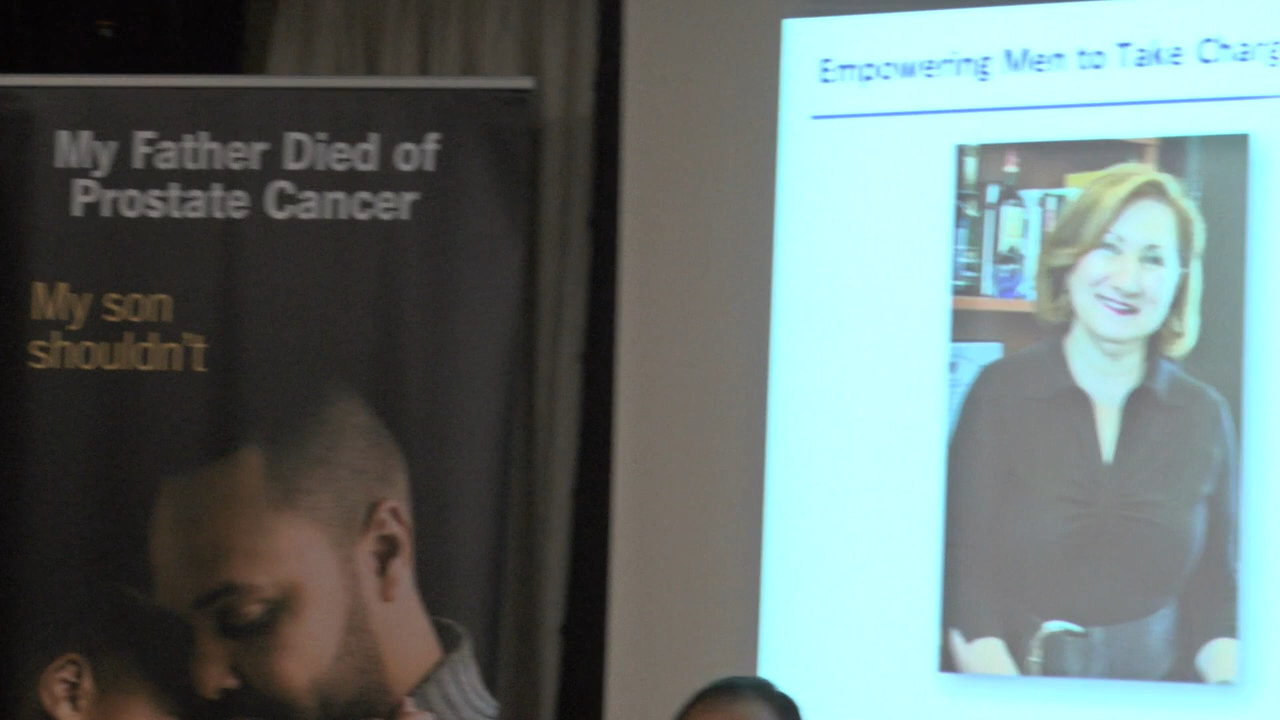 My Father Died of
Prostate Cancer
My son
shouldn't
Empowering Men to Take